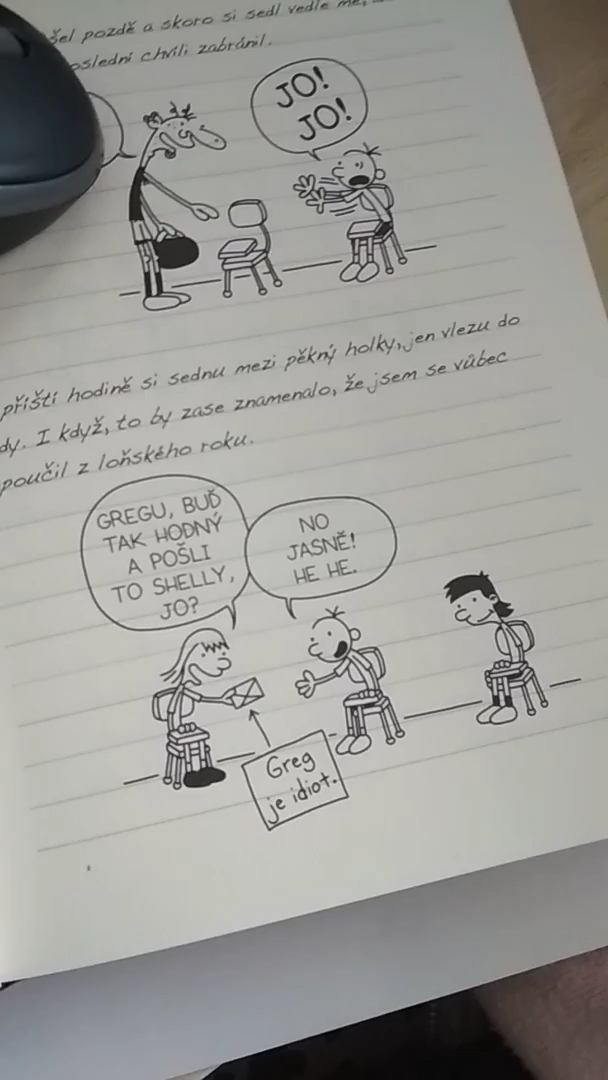 pozdě a skoro si sedl vedle
poslední chvíli zabránil.
JO!
JO!
příští hodině si sednu mezi pěkný holky, jen vlezu do
dy. I když, to by zase znamenalo, že jsem se vůbec
poučil z loňského roku.
GREGU, BUĎ
TAK HODNÝ
A POŠLI
TO SHELLY,
JO?
NO
JASNĚ!
HE HE.
Greg
je idiot.